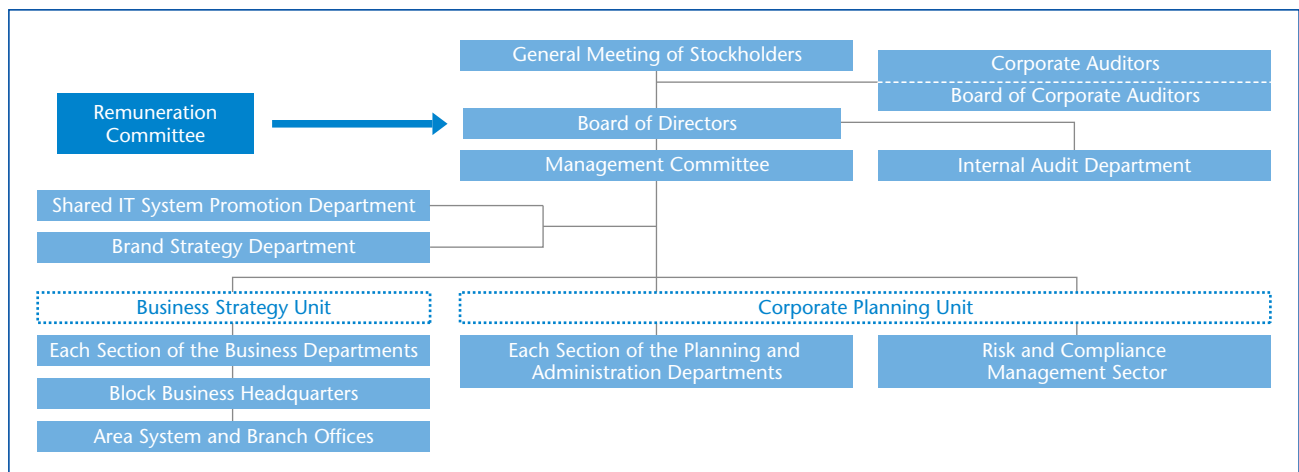 General Meeting of Stockholders
Corporate Auditors
Board of Corporate Auditors
Remuneration
Committee
Board of Directors
Management Committee
Internal Audit Department
Shared IT System Promotion Department
Brand Strategy Department
Business Strategy Unit
Corporate Planning Unit
Each Section of the Business Departments
Block Business Headquarters
Area System and Branch Offices
Each Section of the Planning and
Administration Departments
Risk and Compliance
Management Sector